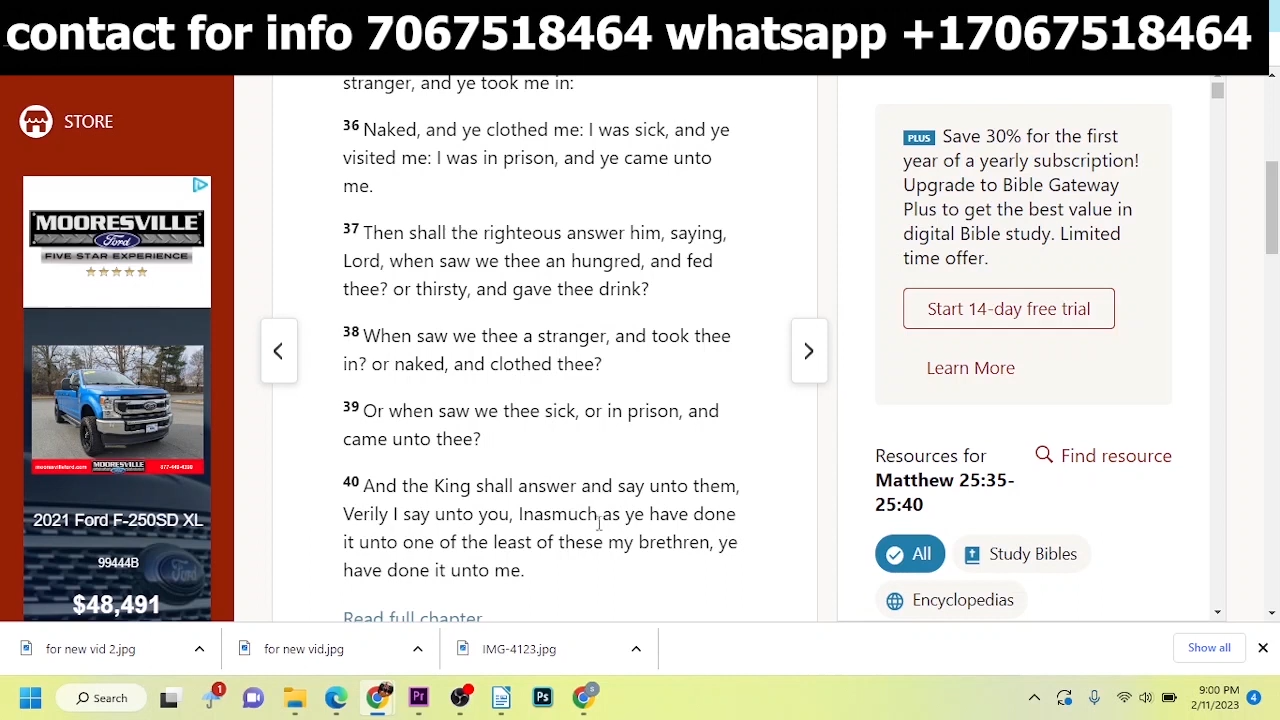 contact for info 7067518464 whatsapp +17067518464
STORE
MOORESVILLE
Ford
FIVE STAR EXPERIENCE
MOORESVILLE
2021 Ford F-250SD XL
99444B
$48,491
stranger, and ye took me in:
36 Naked, and ye clothed me: I was sick, and ye
visited me: I was in prison, and ye came unto
me.
37 Then shall the righteous answer him, saying,
Lord, when saw we thee an hungred, and fed
thee? or thirsty, and gave thee drink?
38 When saw we thee a stranger, and took thee
in? or naked, and clothed thee?
39 Or when saw we thee sick, or in prison, and
came unto thee?
40 And the King shall answer and say unto them,
Verily I say unto you, Inasmuch as ye have done
it unto one of the least of these my brethren, ye
have done it unto me.
Read full chapter
PLUS Save 30% for the first
year of a yearly subscription!
Upgrade to Bible Gateway
Plus to get the best value in
digital Bible study. Limited
time offer.
Start 14-day free trial
Learn More
Resources for
Matthew 25:35-
25:40
Find resource
All
Study Bibles
Encyclopedias
for new vid 2.jpg
for new vid.jpg
IMG-4123.jpg
Show all
Search
1
Pr
Ps
S
9:00 PM
2/11/2023
4